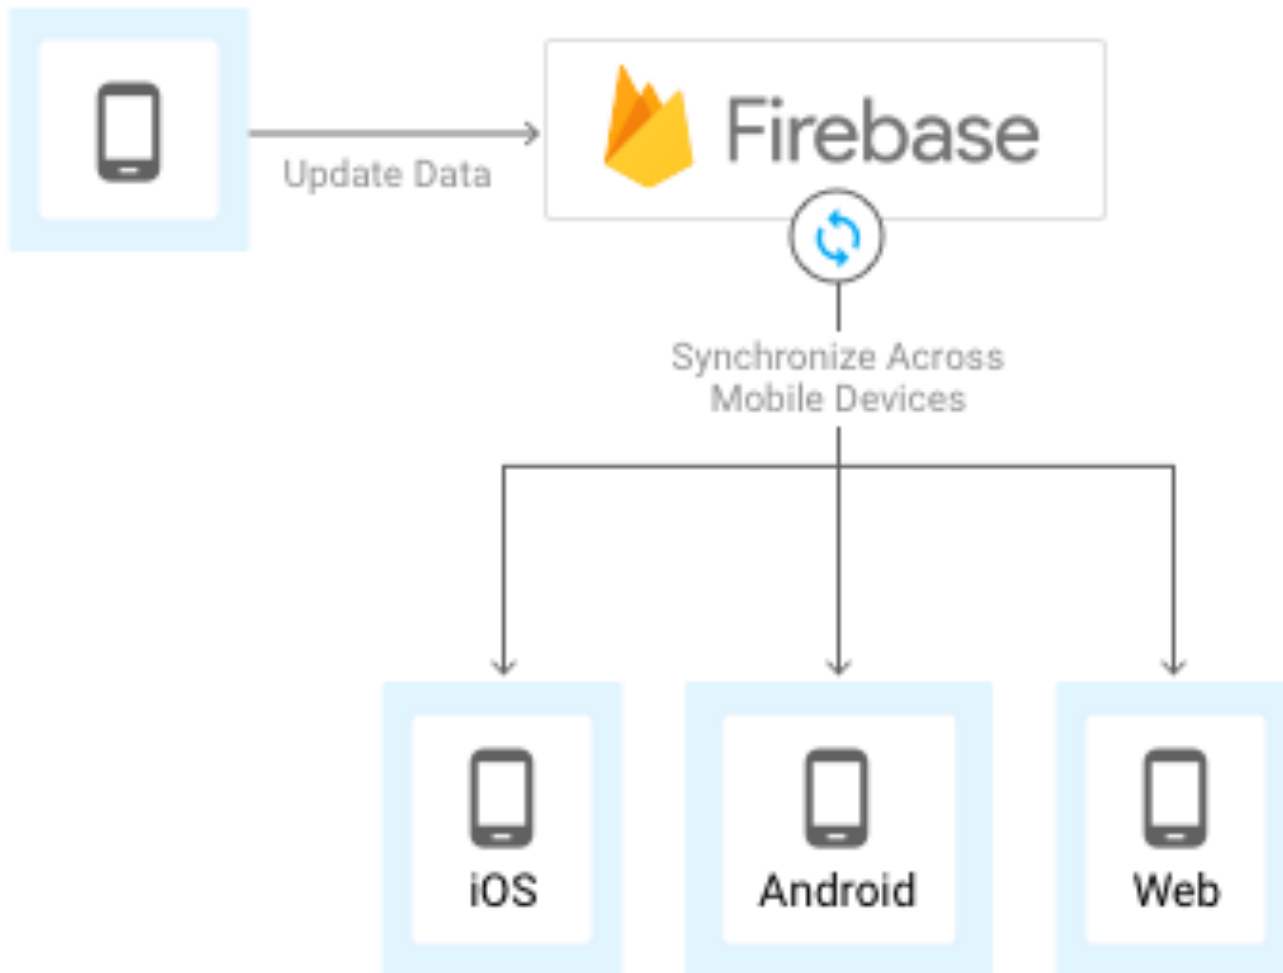 Firebase
Update Data
Synchronize Across
Mobile Devices
iOS
Android
Web